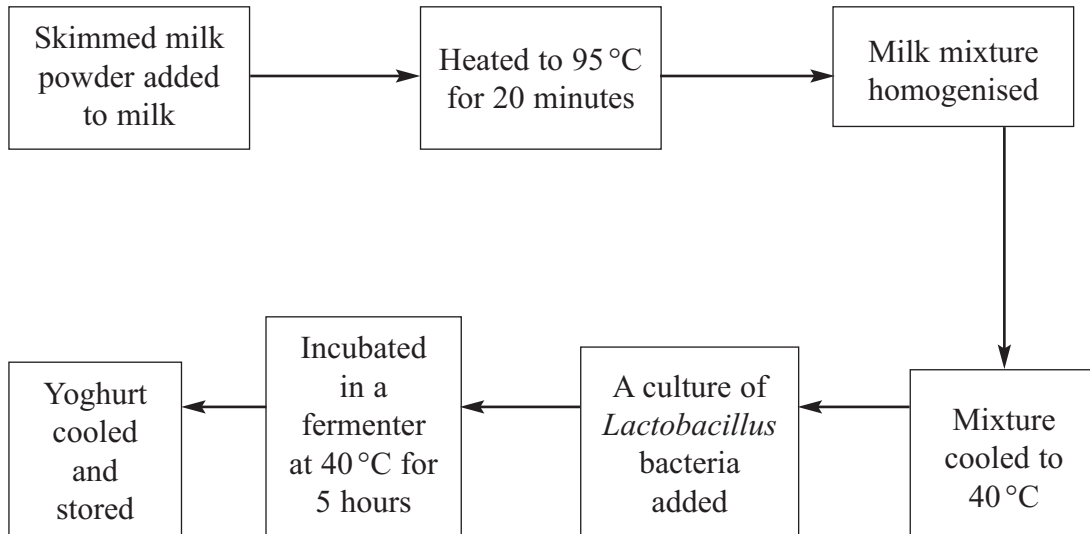 Skimmed milk
powder added
to milk
Heated to 95 °C
for 20 minutes
Milk mixture
homogenised
Mixture
cooled to
40 °C
A culture of
Lactobacillus
bacteria
added
Incubated
in a
fermenter
at 40 °C for
5 hours
Yoghurt
cooled
and
stored